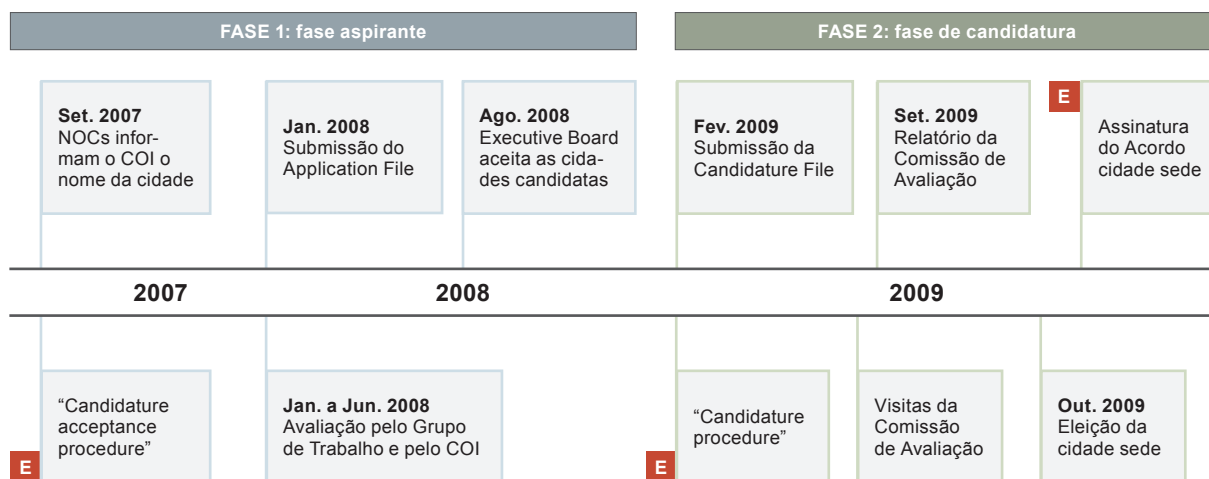 FASE 1: fase aspirante
FASE 2: fase de candidatura
Set. 2007
NOCs infor-
mam o COI o
nome da cidade
Jan. 2008
Submissão do
Application File
Ago. 2008
Executive Board
aceita as cida-
des candidatas
Fev. 2009
Submissão da
Candidature File
Set. 2009
Relatório da
Comissão de
Avaliação
E
Assinatura
do Acordo
cidade sede
2007
2008
2009
“Candidature
acceptance
procedure”
E
Jan. a Jun. 2008
Avaliação pelo Grupo
de Trabalho e pelo COI
“Candidature
procedure”
E
Visitas da
Comissão
de Avaliação
Out. 2009
Eleição da
cidade sede